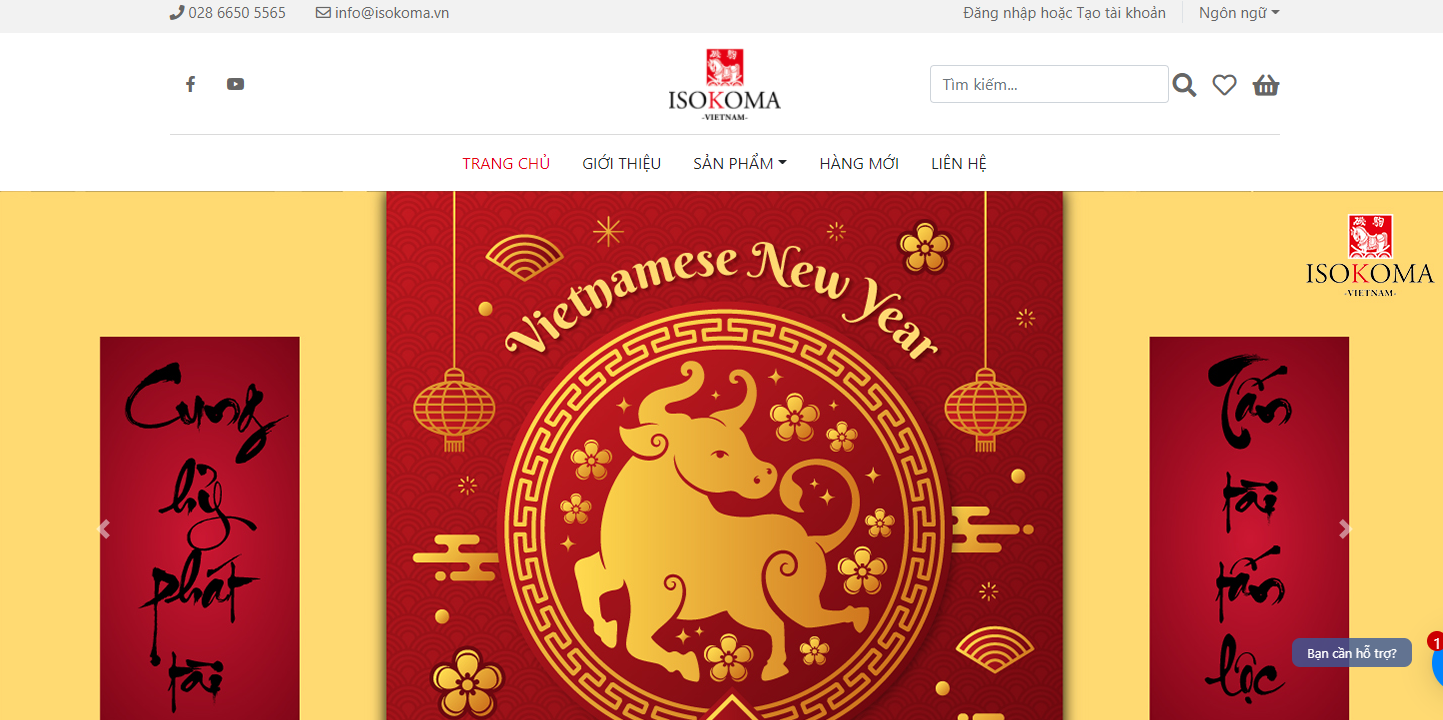 028 6650 5565 info@isokoma.vn Đăng nhập hoặc Tạo tài khoản Ngôn ngữ
ISOKOMA
-VIETNAM-
Tìm kiếm...
TRANG CHỦ GIỚI THIỆU SẢN PHẨM HÀNG MỚI LIÊN HỆ
Vietnamese New Year
ISOKOMA
-VIETNAM-
Cung
hỷ
phát
tài
Tấn
tài
tấn
lộc
Bạn cần hỗ trợ?
1